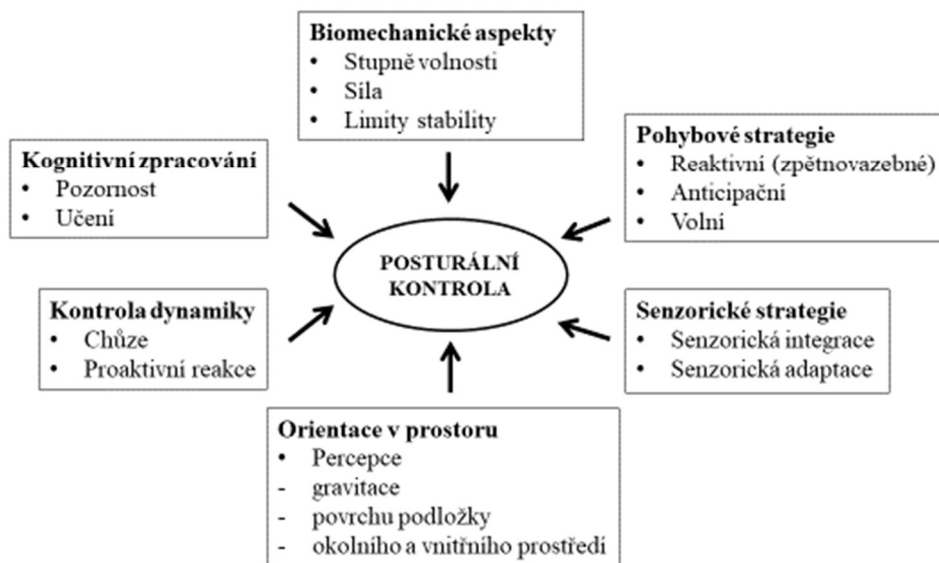 Biomechanické aspekty
• Stupně volnosti
• Síla
• Limity stability
Kognitivní zpracování
• Pozornost
• Učení
Pohybové strategie
• Reaktivní (zpětnovazebné)
• Anticipační
• Volní
POSTURÁLNÍ
KONTROLA
Kontrola dynamiky
• Chůze
• Proaktivní reakce
Senzorické strategie
• Senzorická integrace
• Senzorická adaptace
Orientace v prostoru
• Percepce
- gravitace
- povrchu podložky
- okolního a vnitřního prostředí